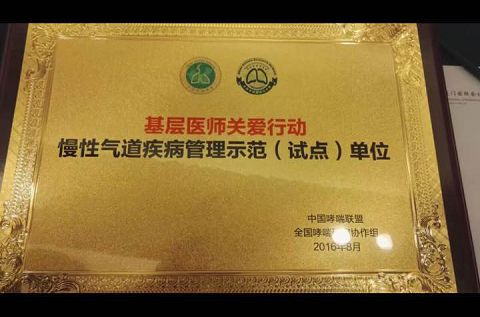 基层医师关爱行动
慢性气道疾病管理示范（试点）单位
中国哮喘联盟
全国哮喘 协作组
2016年8月